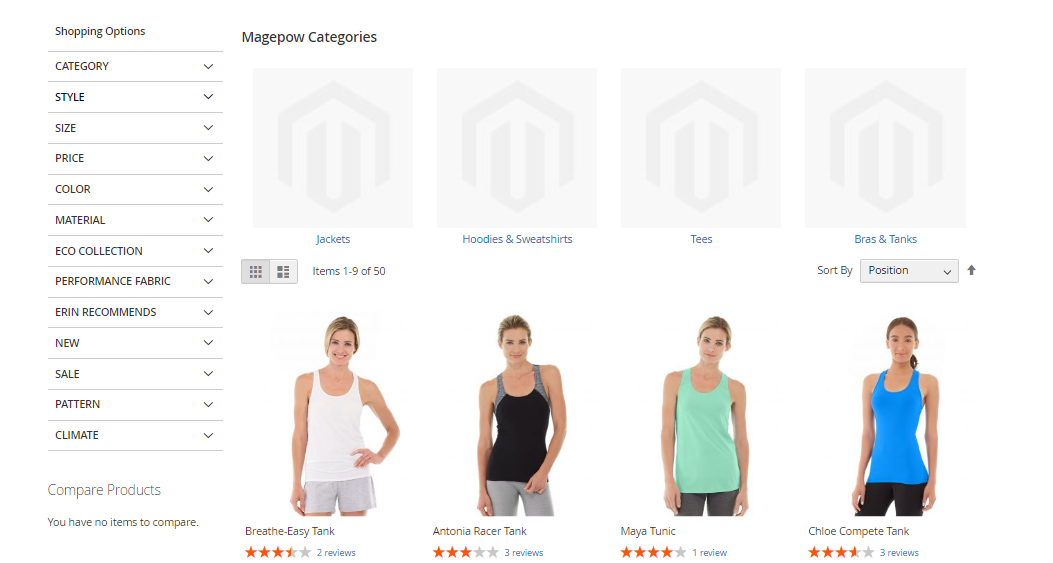 Shopping Options
CATEGORY
STYLE
SIZE
PRICE
COLOR
MATERIAL
ECO COLLECTION
PERFORMANCE FABRIC
ERIN RECOMMENDS
NEW
SALE
PATTERN
CLIMATE
Compare Products
You have no items to compare.
Magepow Categories
Jackets
Hoodies & Sweatshirts
Tees
Bras & Tanks
Items 1-9 of 50
Sort By Position
Breathe-Easy Tank
2 reviews
Antonia Racer Tank
3 reviews
Maya Tunic
1 review
Chloe Compete Tank
3 reviews